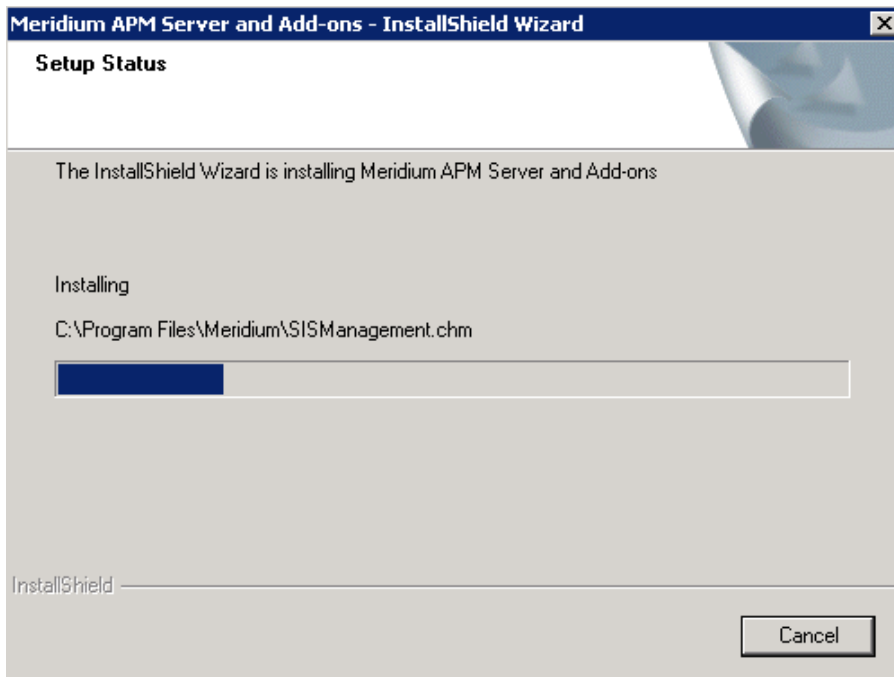 Meridium APM Server and Add-ons - InstallShield Wizard
Setup Status
The InstallShield Wizard is installing Meridium APM Server and Add-ons
Installing
C:\Program Files\Meridium\SISManagement.chm
InstallShield
Cancel